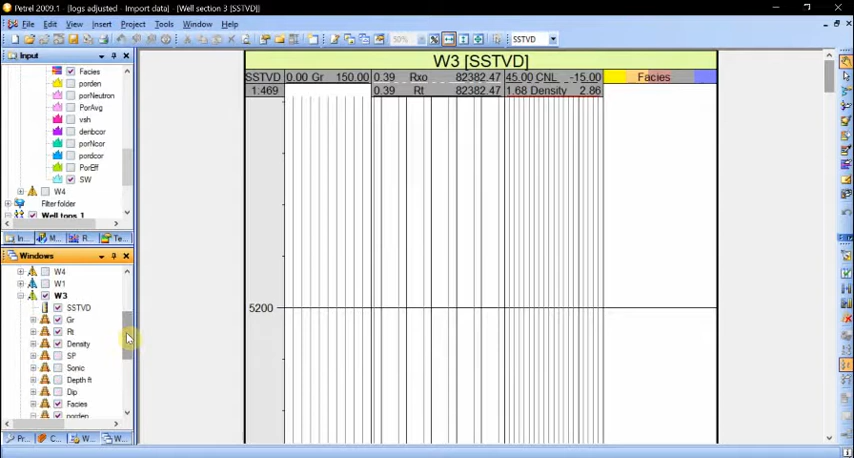 Petrel 2009.1 - [logs adjusted - Import data] - [Well section 3 [SSTVD]]
File Edit View Insert Project Tools Window Help
50% SSTVD
Input
Facies
porden
porNeutron
PorAvg
vsh
denbcor
porNcor
pordcor
PorEff
SW
W4
Filter folder
Well tops 1
In... M... R... Te...
Windows
W4
W1
W3
SSTVD
Gr
Rt
Density
SP
Sonic
Depth ft
Dip
Facies
porden
Pr... C... W... W...
W3 [SSTVD]
SSTVD 0.00 Gr 150.00 0.39 Rxo 82382.47 45.00 CNL -15.00 Facies
1:469 0.39 Rt 82382.47 1.68 Density 2.86
5200